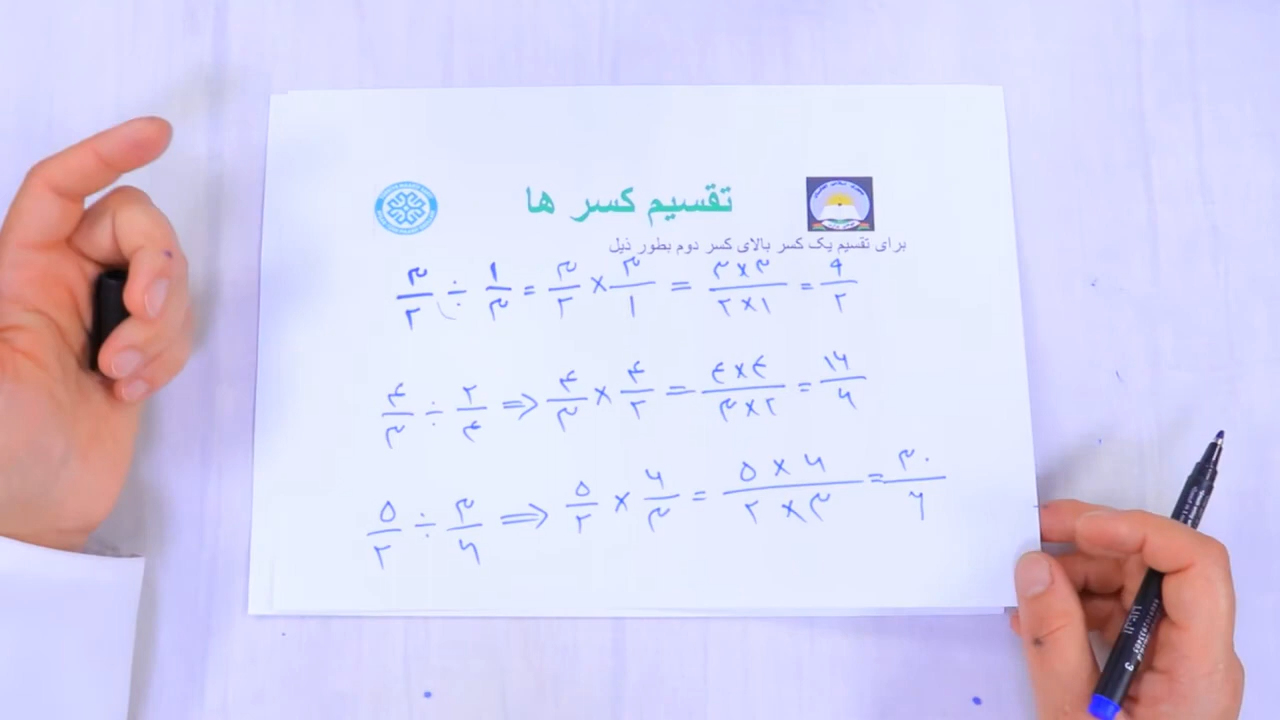 تقسیم کسر ها
برای تقسیم یک کسر بالای کسر دوم بطور ذیل
۳/۲ ÷ ۱/۳ = ۳/۲ × ۳/۱ = ۳×۳/۲×۱ = ۹/۲
۴/۳ ÷ ۲/۴ ⇒ ۴/۳ × ۴/۲ = ۴×۴/۳×۲ = ۱۶/۶
۵/۲ ÷ ۳/۶ ⇒ ۵/۲ × ۶/۳ = ۵×۶/۲×۳ = ۳۰/۶